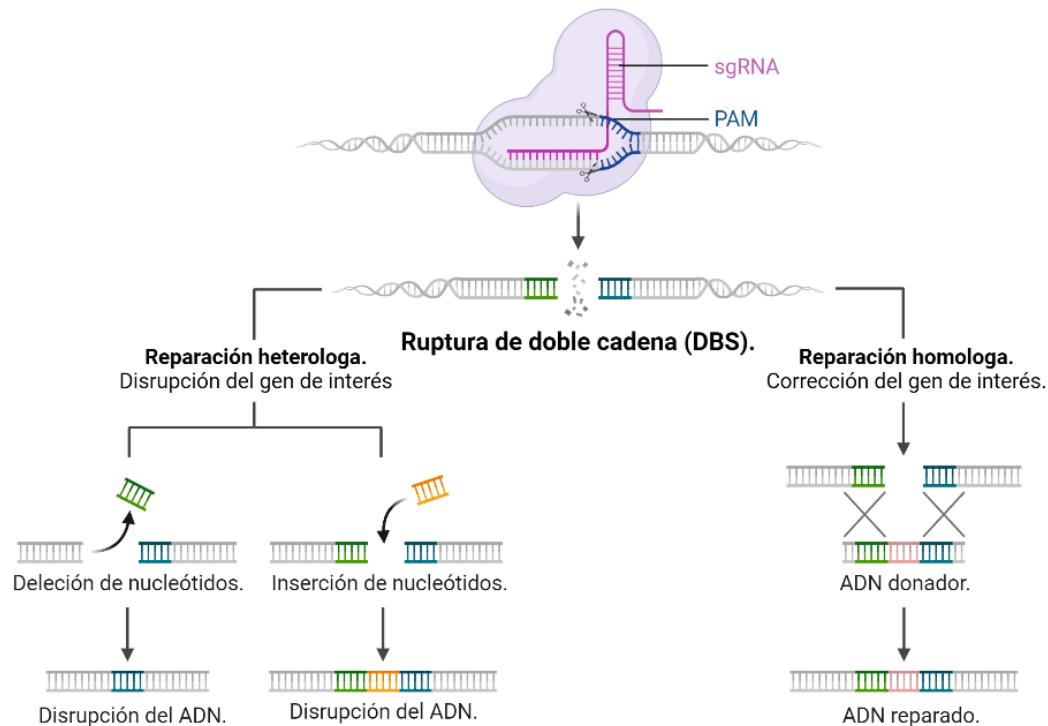 sgRNA
PAM
Ruptura de doble cadena (DBS).
Reparación heterologa.
Disrupción del gen de interés
Reparación homologa.
Corrección del gen de interés.
Deleción de nucleótidos.
Inserción de nucleótidos.
ADN donador.
Disrupción del ADN.
Disrupción del ADN.
ADN reparado.